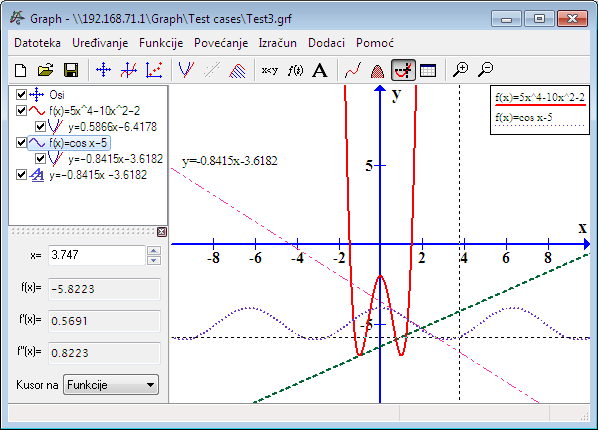 Graph - \\192.168.71.1\Graph\Test cases\Test3.grf
Datoteka Uređivanje Funkcije Povećanje Izračun Dodaci Pomoć
x<y f(x) A
Osi
f(x)=5x^4-10x^2-2
y=0.5866x-6.4178
f(x)=cos x-5
y=-0.8415x-3.6182
y=-0.8415x -3.6182
x= 3.747
f(x)= -5.8223
f'(x)= 0.5691
f''(x)= 0.8223
Kusor na Funkcije
y
f(x)=5x^4-10x^2-2
f(x)=cos x-5
y=-0.8415x-3.6182
5
x
-8 -6 -4 -2 2 4 6 8
-5